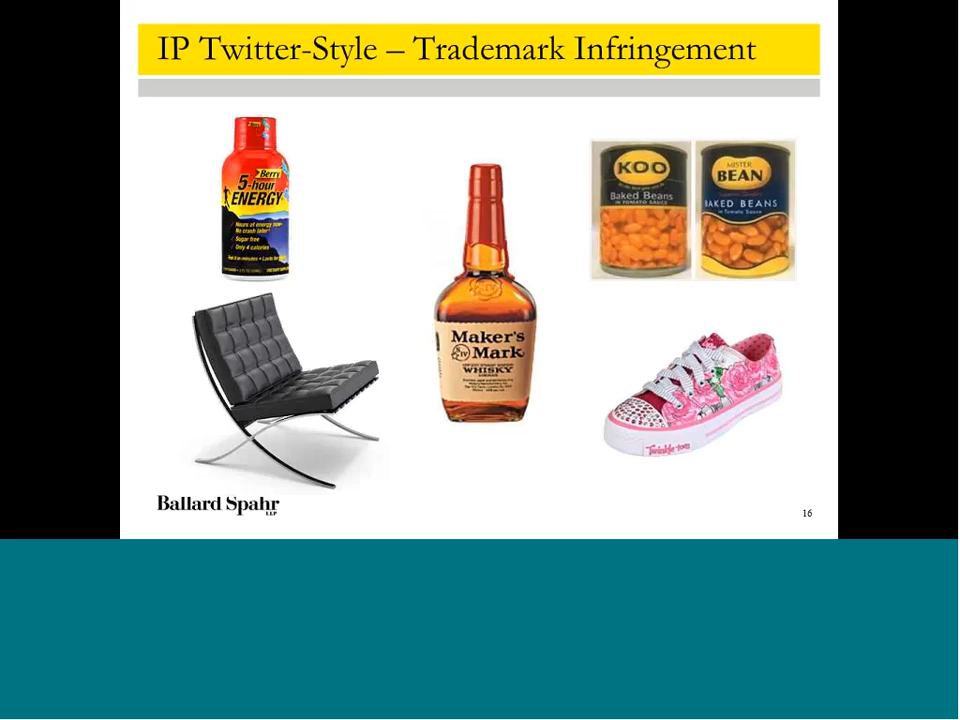 IP Twitter-Style – Trademark Infringement
Berry
5-hour
ENERGY
Hours of energy now-
No crash later
Sugar free
Only 4 calories
Maker's
Mark
WHISKY
KOO
Baked Beans
IN TOMATO SAUCE
MISTER
BEAN
BAKED BEANS
in Tomato Sauce
Twinkle toes
Ballard Spahr
LLP
16